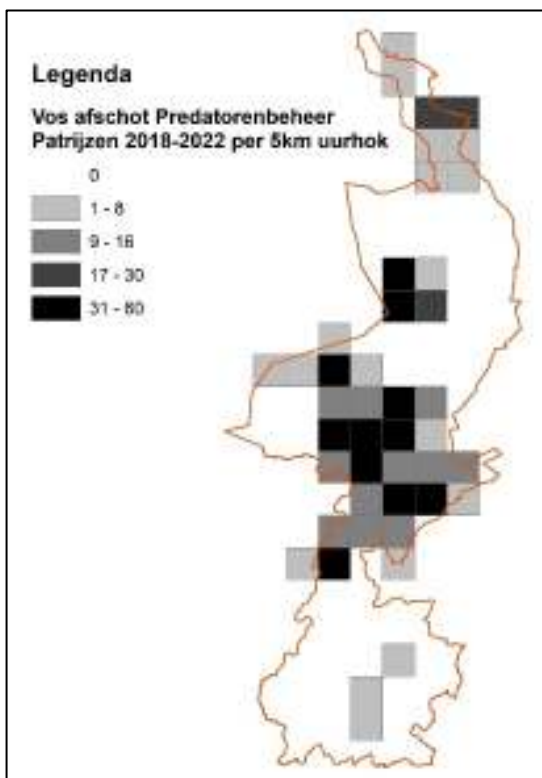 Legenda
Vos afschot Predatorenbeheer
Patrijzen 2018-2022 per 5km uurhok
0
1 - 8
9 - 16
17 - 30
31 - 80